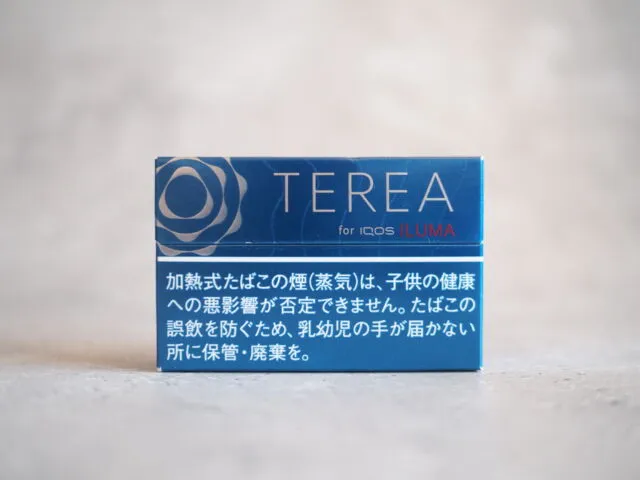 TEREA
for IQOS ILUMA
加熱式たばこの煙(蒸気)は、子供の健康
への悪影響が否定できません。たばこの
誤飲を防ぐため、乳幼児の手が届かない
所に保管・廃棄を。